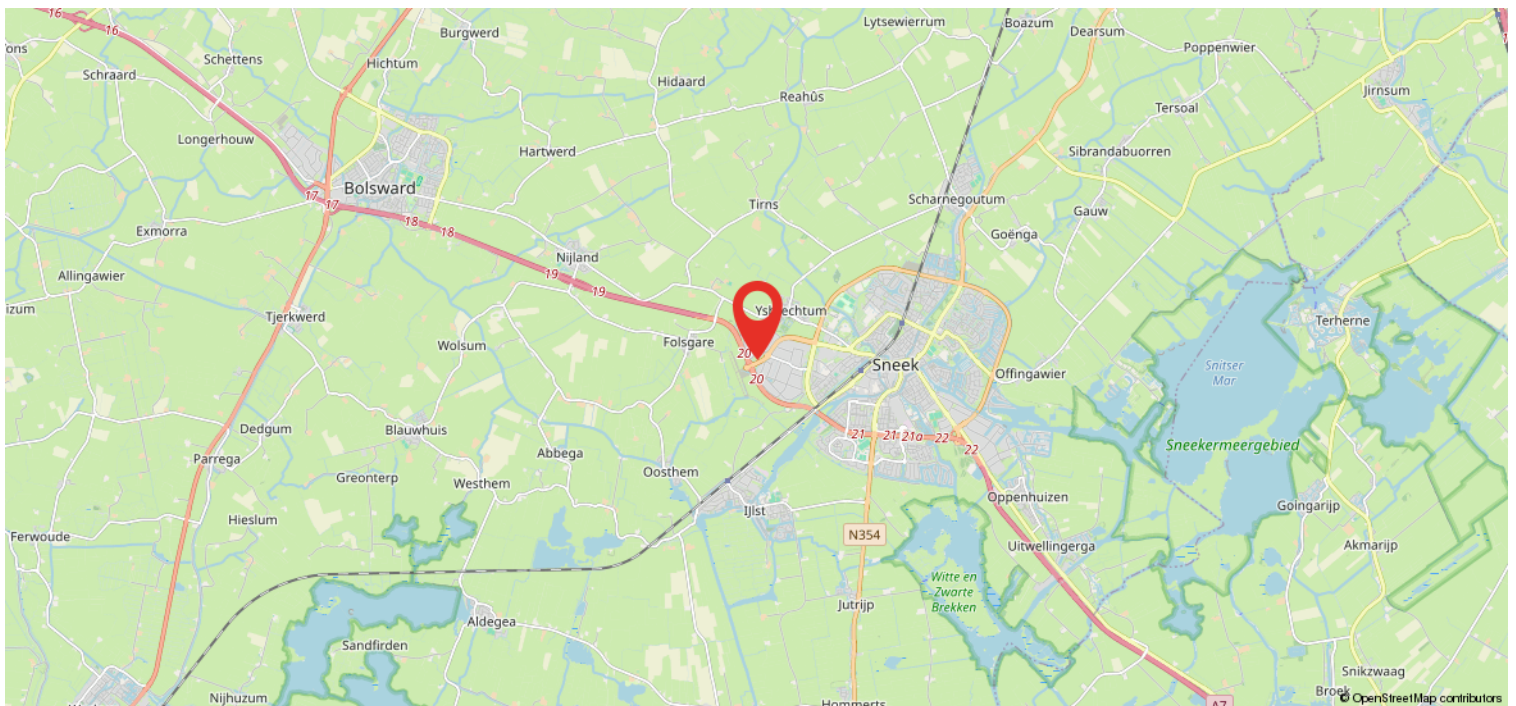 16
16
Burgwerd
Lytsewierrum
Boazum
Dearsum
Poppenwier
Schettens
Hichtum
Schraard
Hidaard
Jirnsum
Reahûs
Tersoal
Longerhouw
Hartwerd
Sibrandabuorren
Bolsward
17
17
Scharnegoutum
Tirns
Gauw
18
18
Exmorra
Goënga
Nijland
Allingawier
19
19
izum
Tjerkwerd
Terherne
Folsgare
Wolsum
20
Sneek
Snitser
Mar
20
Offingawier
Dedgum
Blauwhuis
21
21
21a
22
22
Sneekermeergebied
Parrega
Abbega
Greonterp
Westhem
Oosthem
Oppenhuizen
Goingarijp
IJlst
Hieslum
Ferwoude
N354
Uitwellingerga
Akmarijp
Witte en
Zwarte
Brekken
Jutrijp
Aldegea
Sandfirden
Snikzwaag
Nijhuzum
Broek
Hommerts
A7
© OpenStreetMap contributors